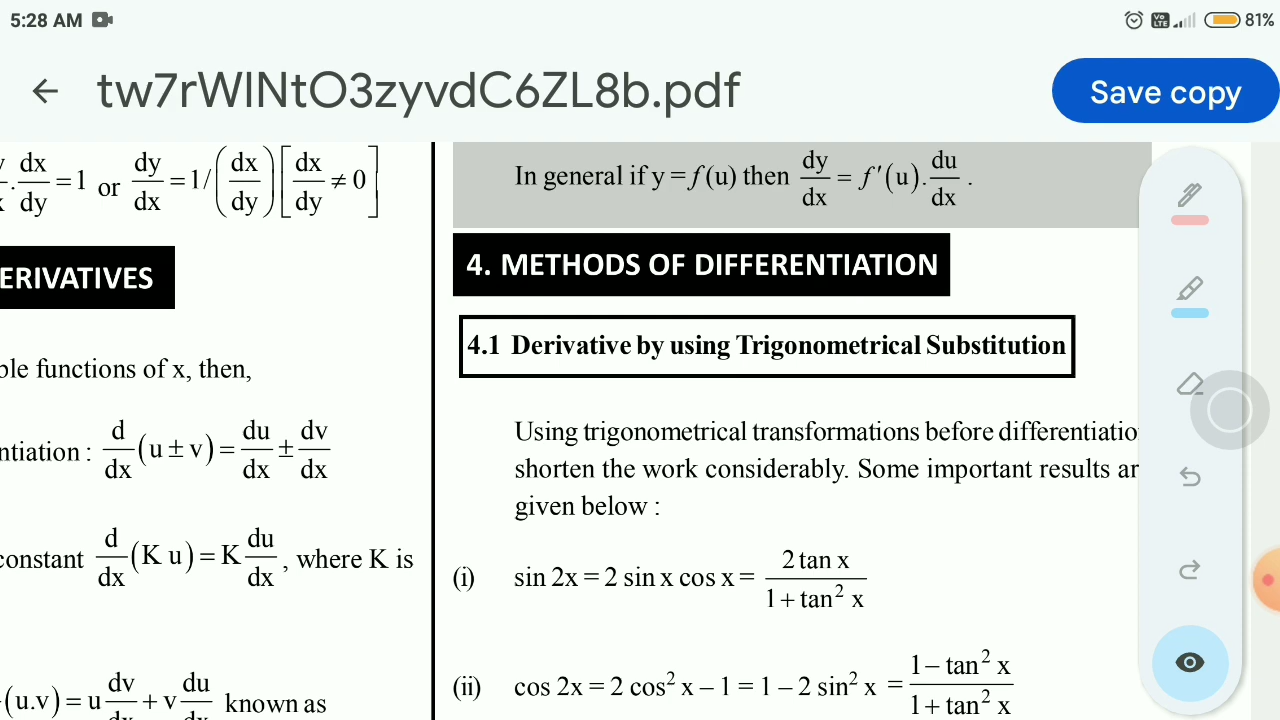 5:28 AM
Vo LTE 81%
tw7rWlNtO3zyvdC6ZL8b.pdf
Save copy
. dx/dy = 1 or dy/dx = 1/(dx/dy) [dx/dy ≠ 0]
ERIVATIVES
ble functions of x, then,
ntiation : d/dx (u ± v) = du/dx ± dv/dx
constant d/dx (K u) = K du/dx , where K is
(u.v) = u dv/dx + v du/dx known as
In general if y = f (u) then dy/dx = f'(u). du/dx .
4. METHODS OF DIFFERENTIATION
4.1 Derivative by using Trigonometrical Substitution
Using trigonometrical transformations before differentiatio
shorten the work considerably. Some important results ar
given below :
(i) sin 2x = 2 sin x cos x = 2 tan x / 1 + tan² x
(ii) cos 2x = 2 cos² x – 1 = 1 – 2 sin² x = 1 – tan² x / 1 + tan² x